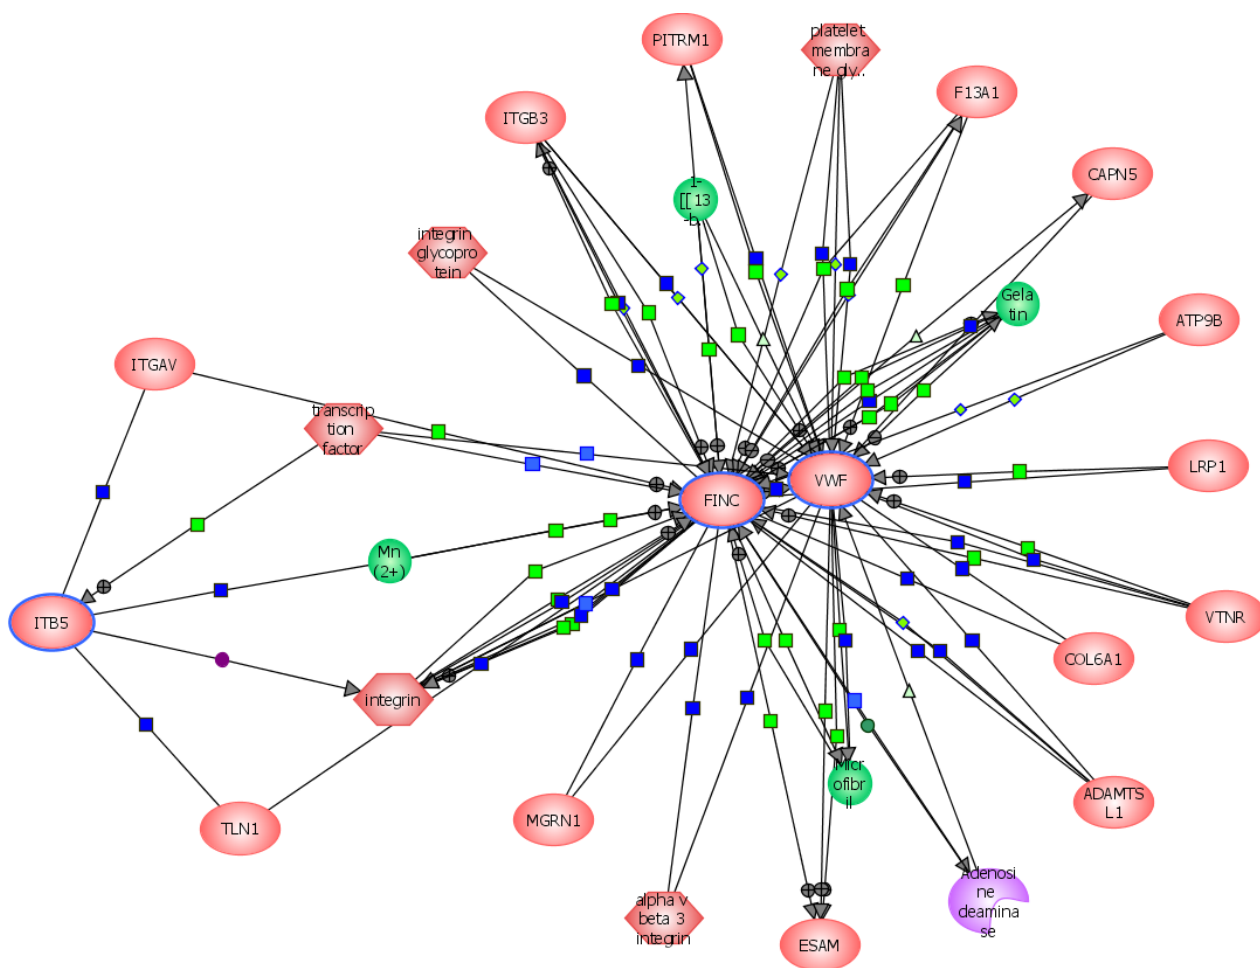 PITRM1
platelet
membra
ne gly..
F13A1
ITGB3
CAPN5
1-
[[13
-b..
integrin
glycopro
tein
Gela
tin
ATP9B
ITGAV
transcrip
tion
factor
LRP1
VWF
FINC
Mn
(2+)
ITB5
VTNR
COL6A1
integrin
Microfibr
il
ADAMTS
L1
MGRN1
TLN1
Adenosi
ne
deamina
se
alpha v
beta 3
integrin
ESAM